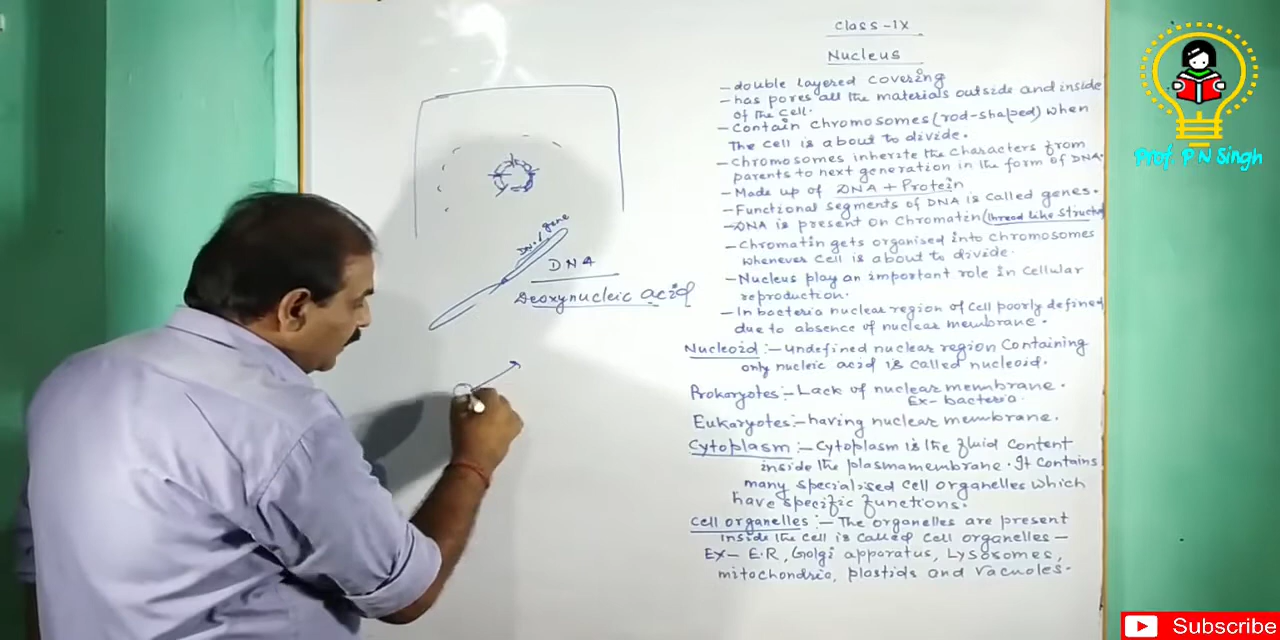 Class - IX
Nucleus
- double layered covering
- has pores all the materials outside and inside
of the cell.
- Contain chromosomes (rod-shaped) when
The cell is about to divide.
- Chromosomes inherite the characters from
parents to next generation in the form of DNA.
- Made up of DNA + Protein
- Functional segments of DNA is called genes.
- DNA is present on Chromatin (thread like structu
- Chromatin gets organised into chromosomes
whenever cell is about to divide.
- Nucleus play an important role in cellular
reproduction.
- In bacteria nuclear region of cell poorly defined
due to absence of nuclear membrane.
Nucleoid :- undefined nuclear region containing
only nucleic acid is called nucleoid.
Prokaryotes :- Lack of nuclear membrane.
Ex- bacteria.
Eukaryotes :- having nuclear membrane.
Cytoplasm :- Cytoplasm is the fluid content
inside the plasmamembrane. It contains
many specialised cell organelles which
have specific functions.
Cell organelles :- The organelles are present
inside the cell is called cell organelles -
Ex- E.R, Golgi apparatus, Lysosomes,
mitochondrio, plastids and Vacuoles.
DNA / gene
DNA
Deoxynucleic acid
Prof. P N Singh
Subscribe